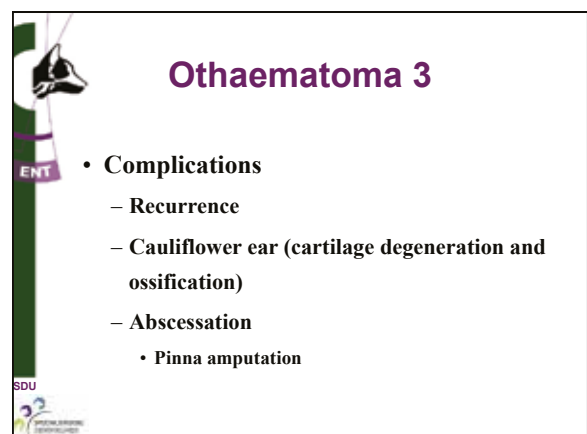 Othaematoma 3
ENT
• Complications
– Recurrence
– Cauliflower ear (cartilage degeneration and
ossification)
– Abscessation
• Pinna amputation
SDU